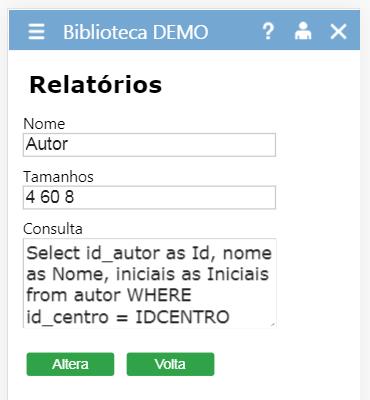 Biblioteca DEMO ?
Relatórios
Nome
Autor
Tamanhos
4 60 8
Consulta
Select id_autor as Id, nome
as Nome, iniciais as Iniciais
from autor WHERE
id_centro = IDCENTRO
Altera Volta